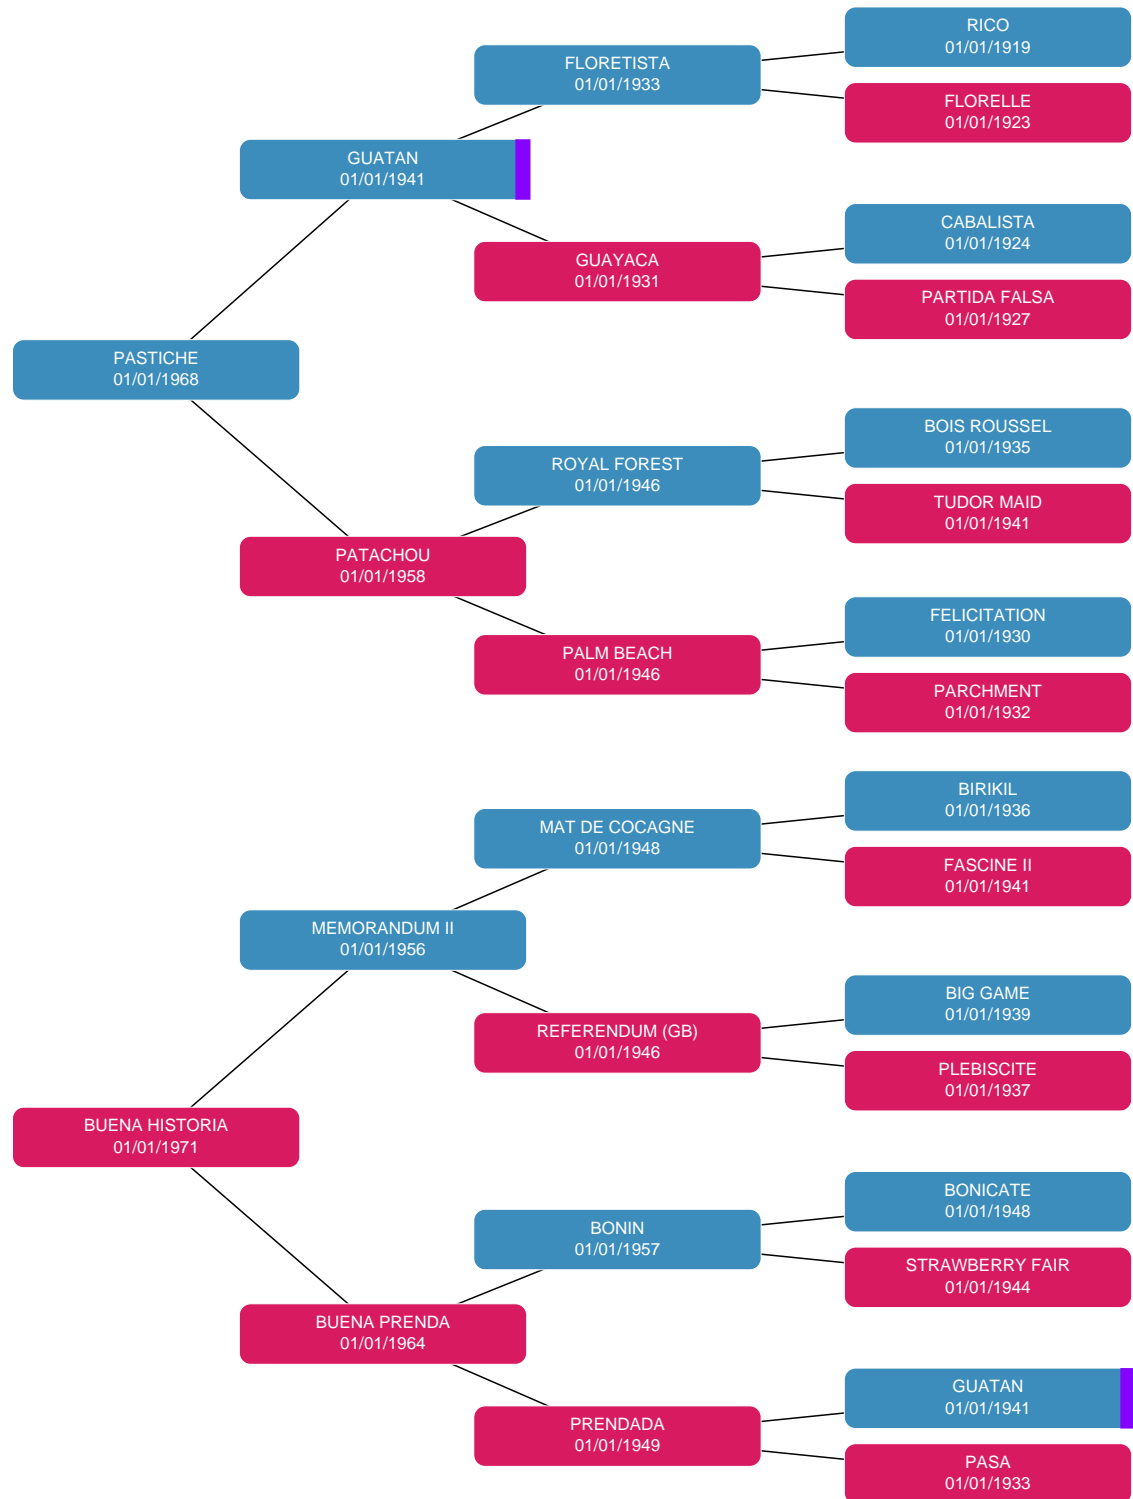 RICO
01/01/1919
FLORETISTA
01/01/1933
FLORELLE
01/01/1923
GUATAN
01/01/1941
CABALISTA
01/01/1924
GUAYACA
01/01/1931
PARTIDA FALSA
01/01/1927
PASTICHE
01/01/1968
BOIS ROUSSEL
01/01/1935
ROYAL FOREST
01/01/1946
TUDOR MAID
01/01/1941
PATACHOU
01/01/1958
FELICITATION
01/01/1930
PALM BEACH
01/01/1946
PARCHMENT
01/01/1932
BIRIKIL
01/01/1936
MAT DE COCAGNE
01/01/1948
FASCINE II
01/01/1941
MEMORANDUM II
01/01/1956
BIG GAME
01/01/1939
REFERENDUM (GB)
01/01/1946
PLEBISCITE
01/01/1937
BUENA HISTORIA
01/01/1971
BONICATE
01/01/1948
BONIN
01/01/1957
STRAWBERRY FAIR
01/01/1944
BUENA PRENDA
01/01/1964
GUATAN
01/01/1941
PRENDADA
01/01/1949
PASA
01/01/1933